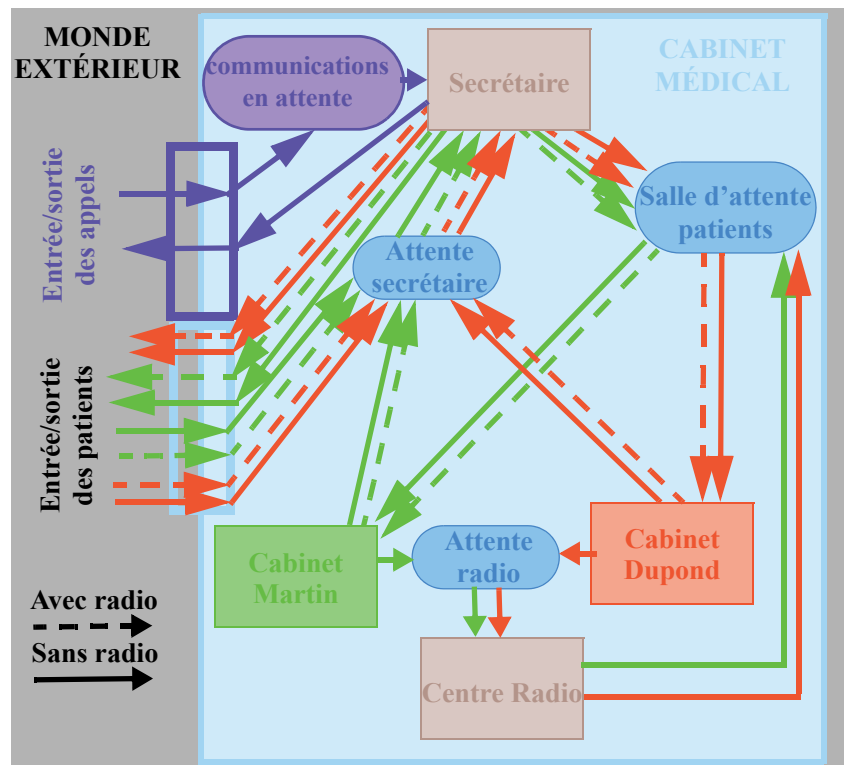 MONDE
EXTÉRIEUR
communications
en attente
Secrétaire
CABINET
MÉDICAL
Entrée/sortie
des appels
Salle d'attente
patients
Attente
secrétaire
Entrée/sortie
des patients
Cabinet
Martin
Attente
radio
Cabinet
Dupond
Avec radio
Sans radio
Centre Radio